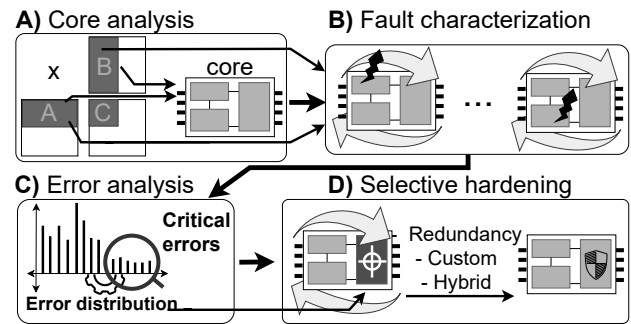 A) Core analysis
B) Fault characterization
x
B
core
A
C
...
C) Error analysis
D) Selective hardening
Critical
errors
Error distribution
Redundancy
- Custom
- Hybrid